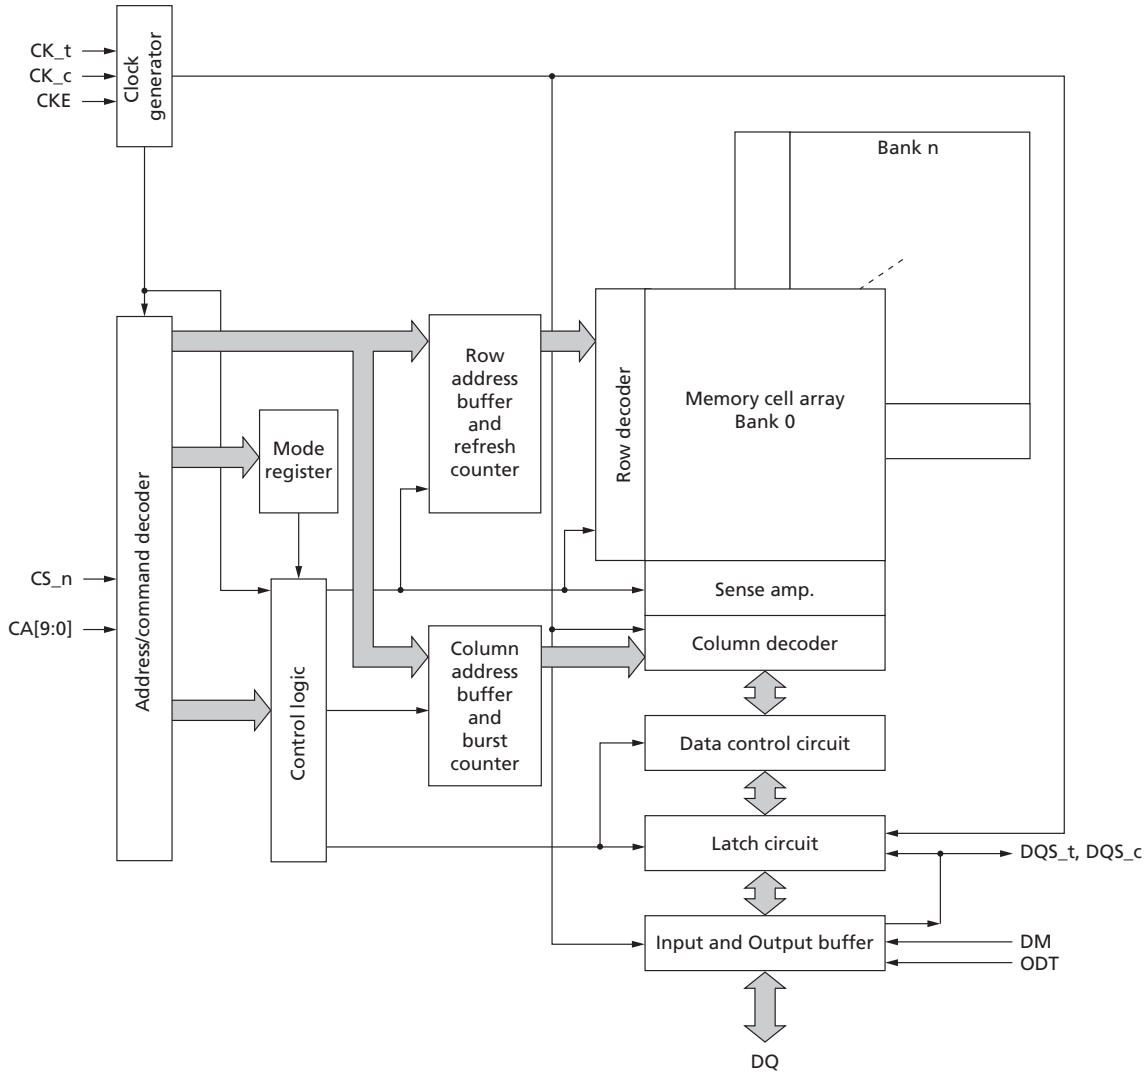 CK_t
CK_c
CKE
Clock
generator
Bank n
Row
address
buffer
and
refresh
counter
Row decoder
Memory cell array
Bank 0
Mode
register
Address/command decoder
CS_n
CA[9:0]
Sense amp.
Column decoder
Control logic
Column
address
buffer
and
burst
counter
Data control circuit
Latch circuit
DQS_t, DQS_c
Input and Output buffer
DM
ODT
DQ